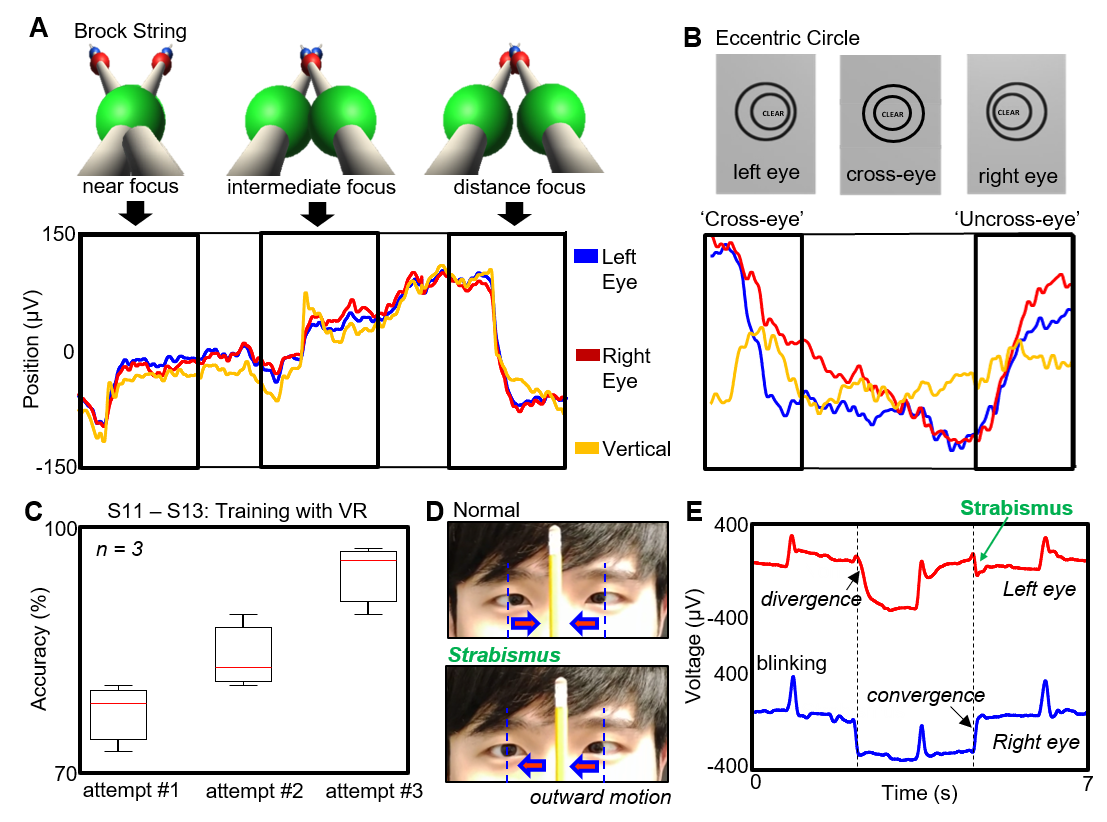 A
Brock String
near focus
intermediate focus
distance focus
150
0
-150
Position (µV)
Left
Eye
Right
Eye
Vertical
B
Eccentric Circle
CLEAR
CLEAR
CLEAR
left eye
cross-eye
right eye
‘Cross-eye’
‘Uncross-eye’
C
S11 – S13: Training with VR
100
n = 3
Accuracy (%)
70
attempt #1
attempt #2
attempt #3
D
Normal
Strabismus
outward motion
E
Strabismus
400
divergence
Left eye
-400
Voltage (µV)
blinking
400
convergence
Right eye
-400
0
7
Time (s)